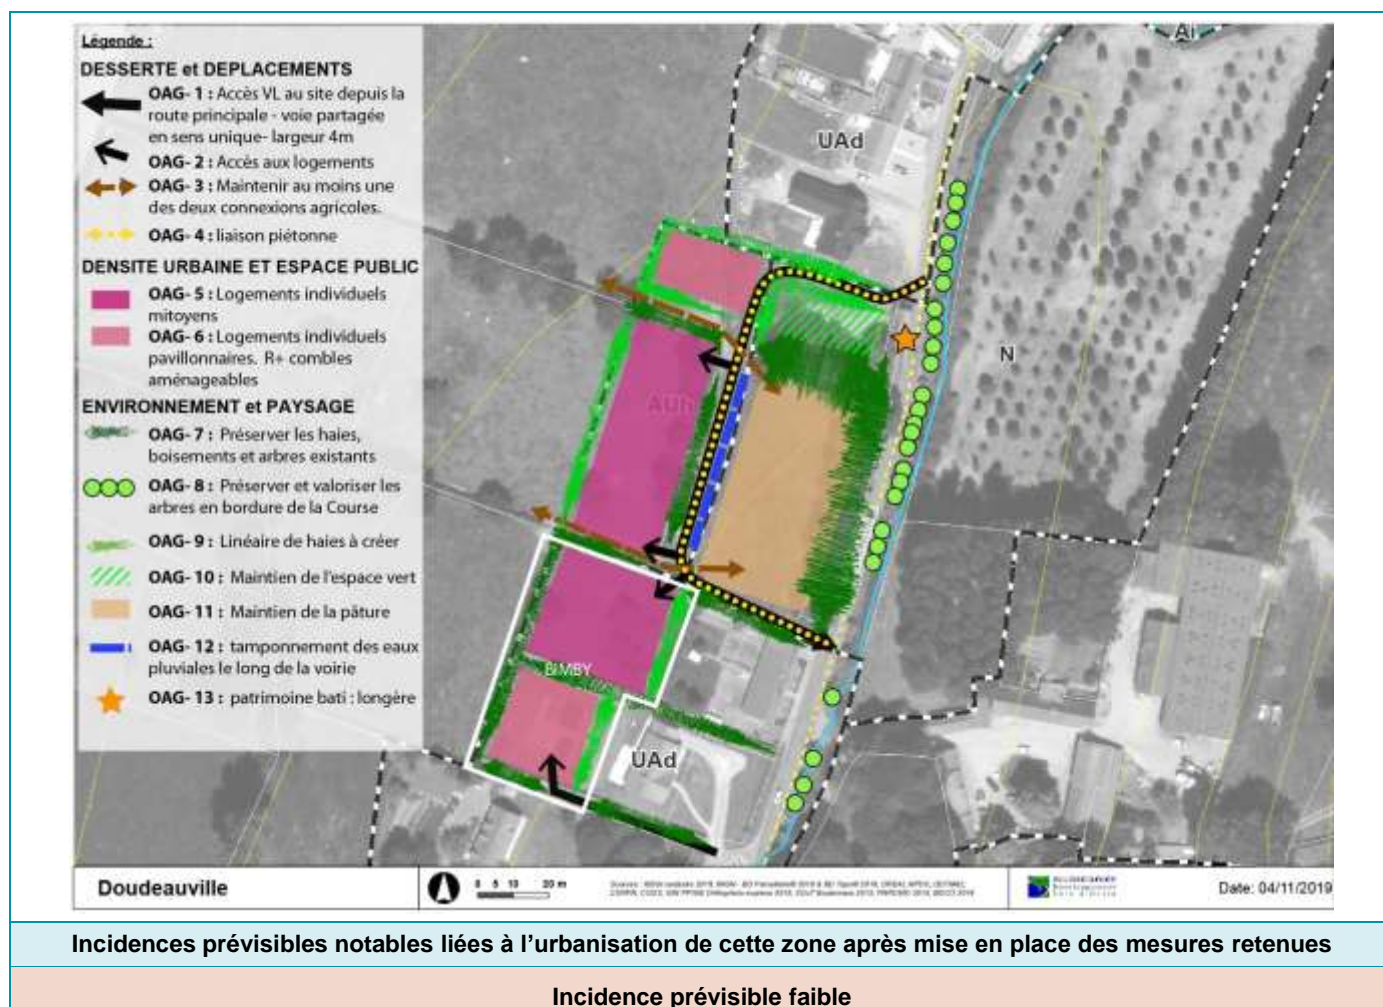 Légende :
DESSERTE et DEPLACEMENTS
OAG- 1 : Accès VL au site depuis la
route principale - voie partagée
en sens unique- largeur 4m
OAG- 2 : Accès aux logements
OAG- 3 : Maintenir au moins une
des deux connexions agricoles.
OAG- 4 : liaison piétonne
DENSITE URBAINE ET ESPACE PUBLIC
OAG- 5 : Logements individuels
mitoyens
OAG- 6 : Logements individuels
pavillonnaires. R+ combles
aménageables
ENVIRONNEMENT et PAYSAGE
OAG- 7 : Préserver les haies,
boisements et arbres existants
OAG- 8 : Préserver et valoriser les
arbres en bordure de la Course
OAG- 9 : Linéaire de haies à créer
OAG- 10 : Maintien de l'espace vert
OAG- 11 : Maintien de la pâture
OAG- 12 : tamponnement des eaux
pluviales le long de la voirie
OAG- 13 : patrimoine bati : longère
Ai
UAd
N
AUh
BIMBY
UAd
Doudeauville
0 5 10 20 m
Date: 04/11/2019
Incidences prévisibles notables liées à l'urbanisation de cette zone après mise en place des mesures retenues
Incidence prévisible faible